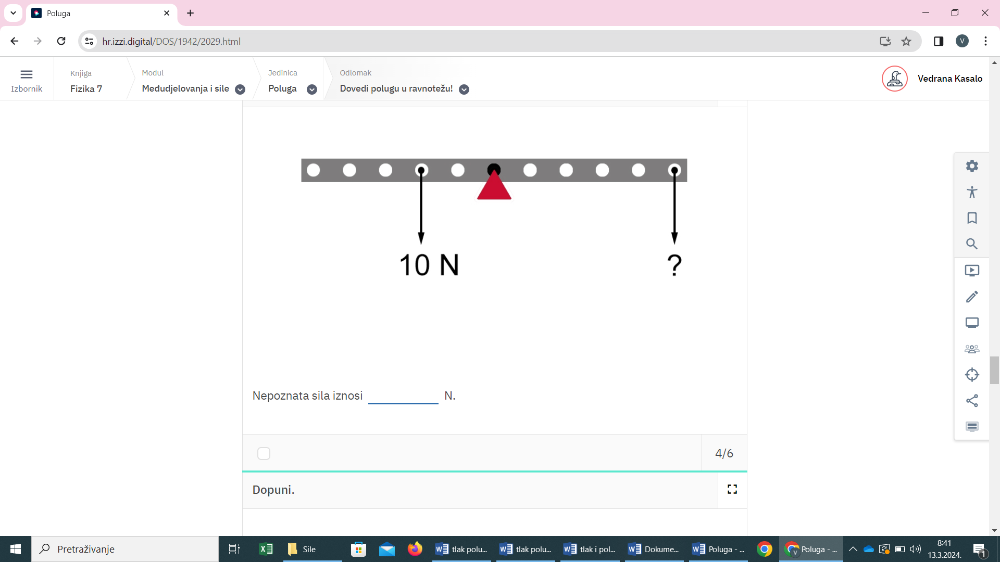 Poluga
hr.izzi.digital/DOS/1942/2029.html
V
Izbornik
Knjiga
Fizika 7
Modul
Međudjelovanja i sile
Jedinica
Poluga
Odlomak
Dovedi polugu u ravnotežu!
Vedrana Kasalo
10 N
?
Nepoznata sila iznosi N.
4/6
Dopuni.
Pretraživanje
Sile
tlak polu...
tlak polu...
tlak i pol...
Dokume...
Poluga - ...
Poluga - ...
8:41
13.3.2024.
1